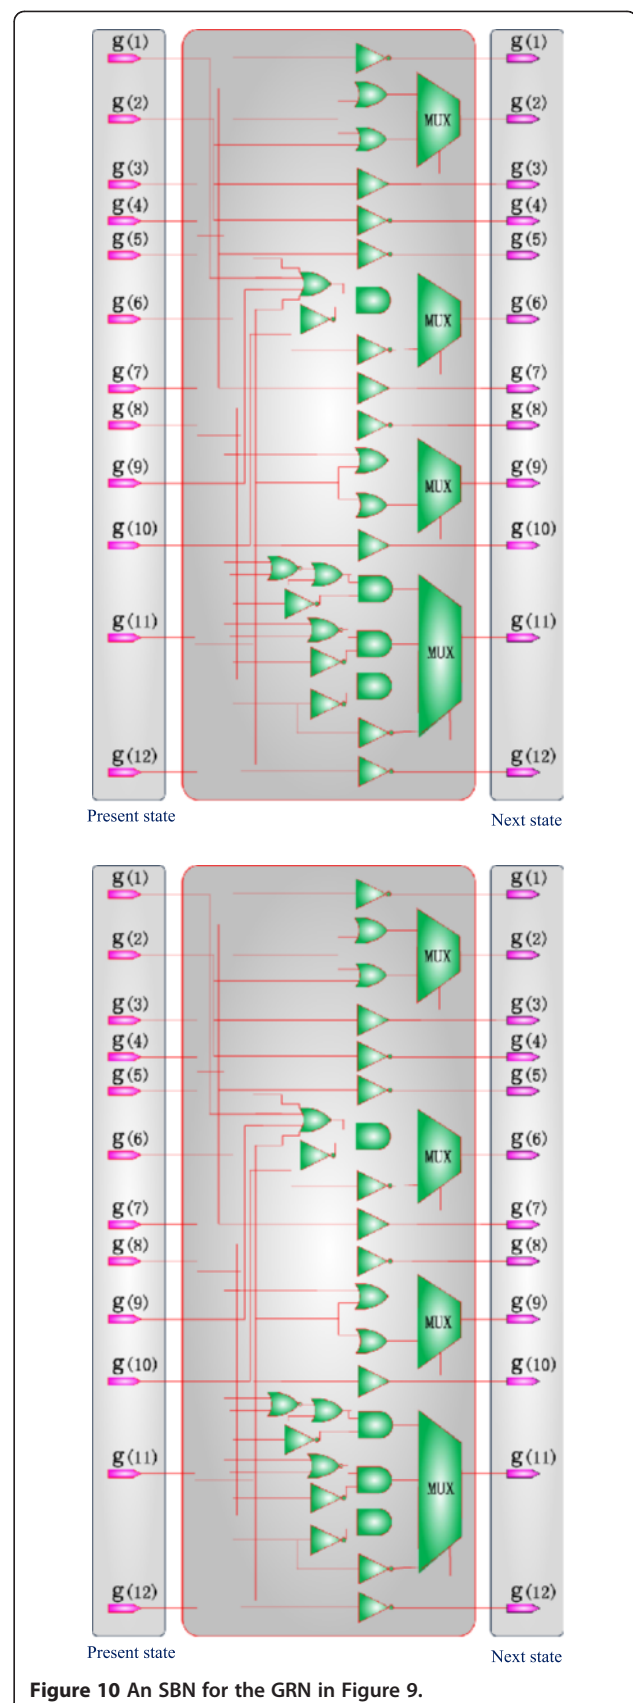 g(1) g(1)
g(2) MUX g(2)
g(3) g(3)
g(4) g(4)
g(5) g(5)
g(6) MUX g(6)
g(7) g(7)
g(8) g(8)
g(9) MUX g(9)
g(10) g(10)
g(11) MUX g(11)
g(12) g(12)
Present state Next state
g(1) g(1)
g(2) MUX g(2)
g(3) g(3)
g(4) g(4)
g(5) g(5)
g(6) MUX g(6)
g(7) g(7)
g(8) g(8)
g(9) MUX g(9)
g(10) g(10)
g(11) MUX g(11)
g(12) g(12)
Present state Next state
Figure 10 An SBN for the GRN in Figure 9.